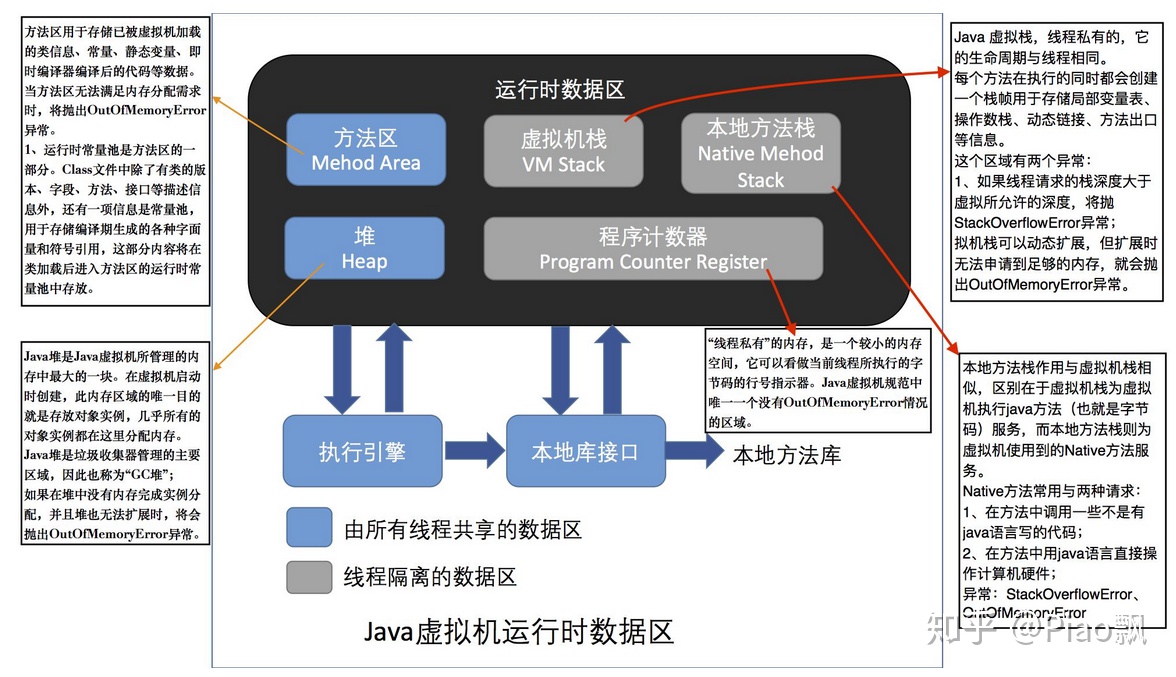 方法区用于存储已被虚拟机加载
的类信息、常量、静态变量、即
时编译器编译后的代码等数据。
当方法区无法满足内存分配需求
时，将抛出OutOfMemoryError
异常。
1、运行时常量池是方法区的一
部分。Class文件中除了有类的版
本、字段、方法、接口等描述信
息外，还有一项信息是常量池，
用于存储编译期生成的各种字面
量和符号引用，这部分内容将在
类加载后进入方法区的运行时常
量池中存放。
Java堆是Java虚拟机所管理的内
存中最大的一块。在虚拟机启动
时创建，此内存区域的唯一目的
就是存放对象实例，几乎所有的
对象实例都在这里分配内存。
Java堆是垃圾收集器管理的主要
区域，因此也称为“GC堆”；
如果在堆中没有内存完成实例分
配，并且堆也无法扩展时，将会
抛出OutOfMemoryError异常。
运行时数据区
方法区
Mehod Area
虚拟机栈
VM Stack
本地方法栈
Native Mehod
Stack
堆
Heap
程序计数器
Program Counter Register
执行引擎
本地库接口
本地方法库
由所有线程共享的数据区
线程隔离的数据区
Java虚拟机运行时数据区
Java 虚拟栈，线程私有的，它
的生命周期与线程相同。
每个方法在执行的同时都会创建
一个栈帧用于存储局部变量表、
操作数栈、动态链接、方法出口
等信息。
这个区域有两个异常：
1、如果线程请求的栈深度大于
虚拟所允许的深度，将抛
StackOverflowError异常；
拟机栈可以动态扩展，但扩展时
无法申请到足够的内存，就会抛
出OutOfMemoryError异常。
“线程私有”的内存，是一个较小的内存
空间，它可以看做当前线程所执行的字
节码的行号指示器。Java虚拟机规范中
唯一一个没有OutOfMemoryError情况
的区域。
本地方法栈作用与虚拟机栈相
似，区别在于虚拟机栈为虚拟
机执行java方法（也就是字节
码）服务，而本地方法栈则为
虚拟机使用到的Native方法服
务。
Native方法常用与两种请求：
1、在方法中调用一些不是有
java语言写的代码；
2、在方法中用java语言直接操
作计算机硬件；
异常：StackOverflowError、
OutOfMemoryError
知乎 @Piao飘